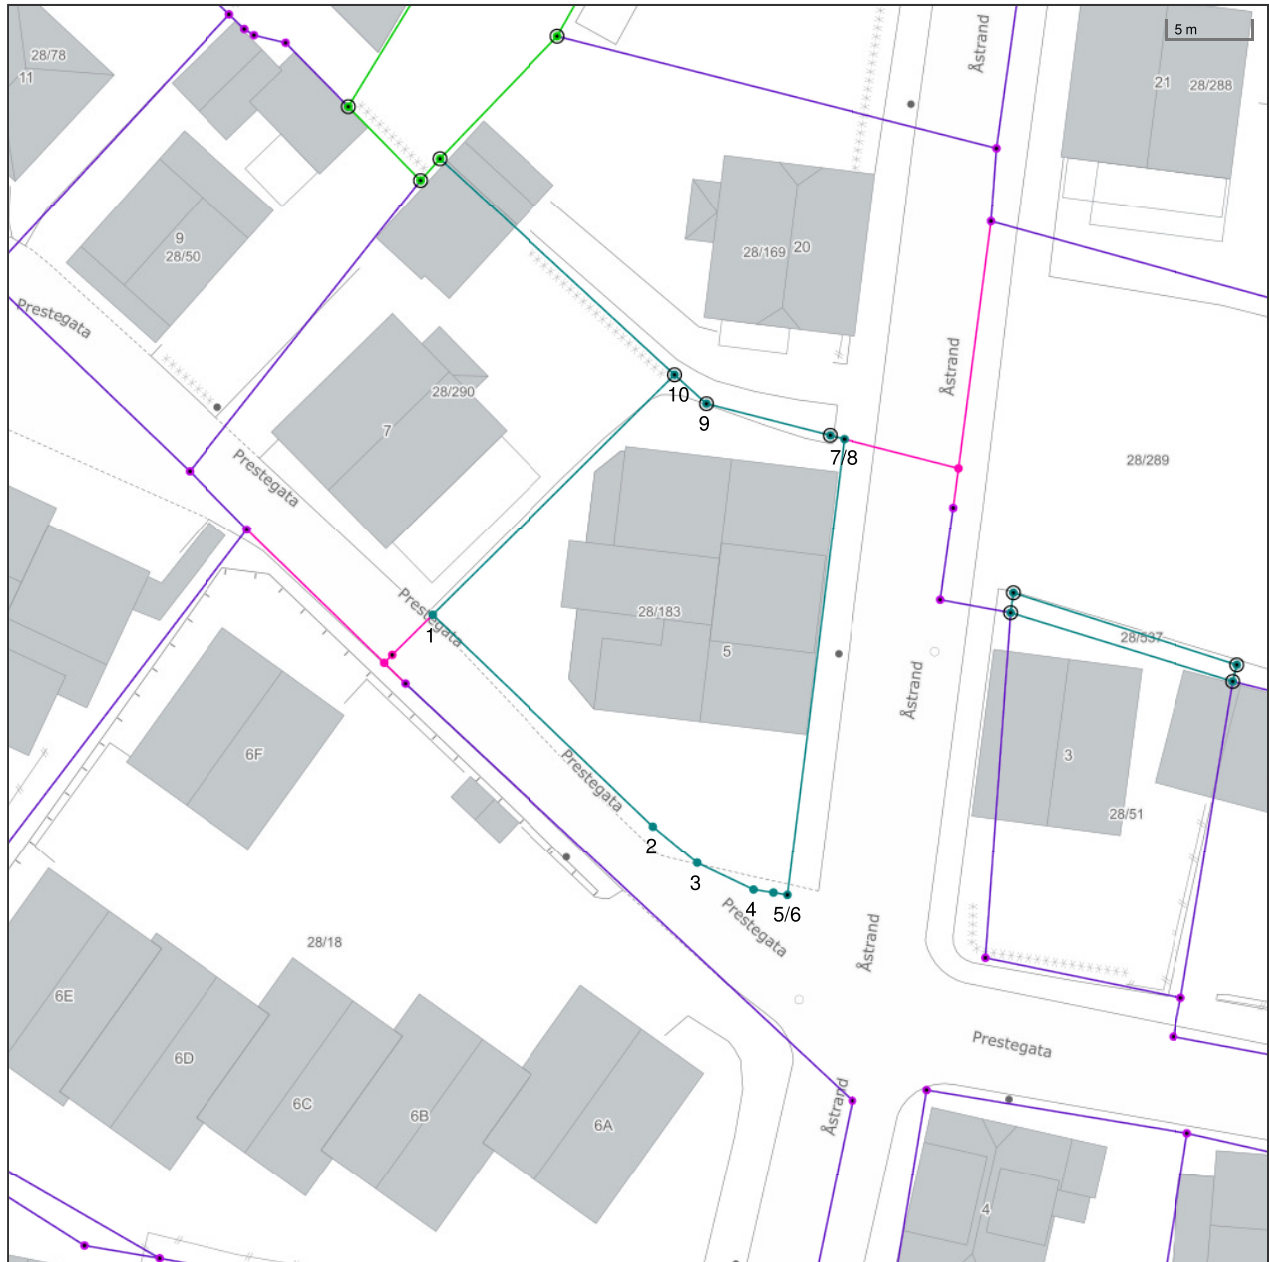 5 m
Åstrand
28/78
11
21
28/288
9
28/50
28/169
20
Prestegata
Åstrand
28/290
10
9
7
7/8
28/289
Prestegata
Prestegata
28/183
1
28/537
5
Åstrand
6F
3
Prestegata
28/51
2
3
4
5/6
Prestegata
28/18
Åstrand
6E
6D
Prestegata
6C
6B
6A
Åstrand
4